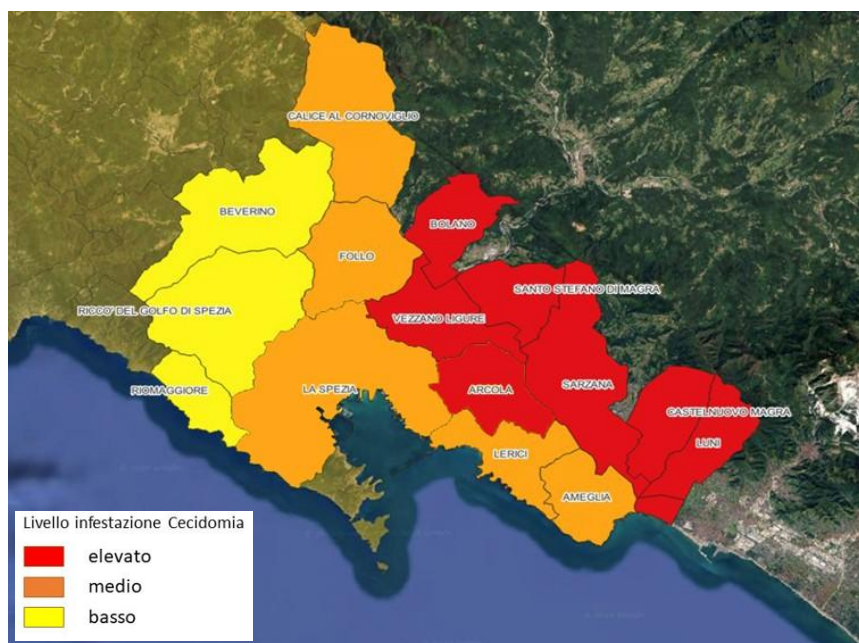 CALICE AL CORNOVIGLIO
BEVERINO
BOLANO
FOLLO
SANTO STEFANO DI MAGRA
RICCO' DEL GOLFO DI SPEZIA
VEZZANO LIGURE
RIOMAGGIORE
LA SPEZIA
ARCOLA
SARZANA
CASTELNUOVO MAGRA
LUNI
LERICI
AMEGLIA
Livello infestazione Cecidomia
elevato
medio
basso